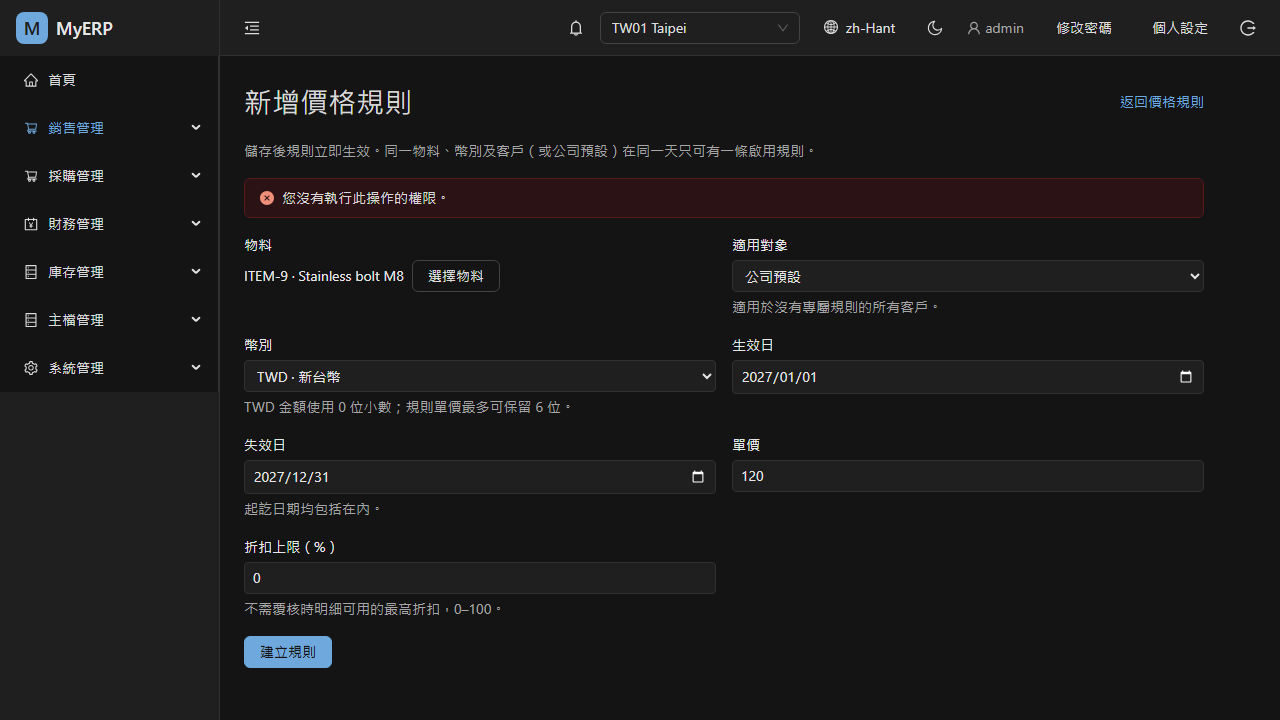 M MyERP
TW01 Taipei
zh-Hant
admin
修改密碼
個人設定
首頁
銷售管理
採購管理
財務管理
庫存管理
主檔管理
系統管理
新增價格規則
返回價格規則
儲存後規則立即生效。同一物料、幣別及客戶（或公司預設）在同一天只可有一條啟用規則。
您沒有執行此操作的權限。
物料
ITEM-9 · Stainless bolt M8
選擇物料
適用對象
公司預設
適用於沒有專屬規則的所有客戶。
幣別
TWD · 新台幣
TWD 金額使用 0 位小數；規則單價最多可保留 6 位。
生效日
2027/01/01
失效日
2027/12/31
起訖日期均包括在內。
單價
120
折扣上限（%）
0
不需覆核時明細可用的最高折扣，0–100。
建立規則